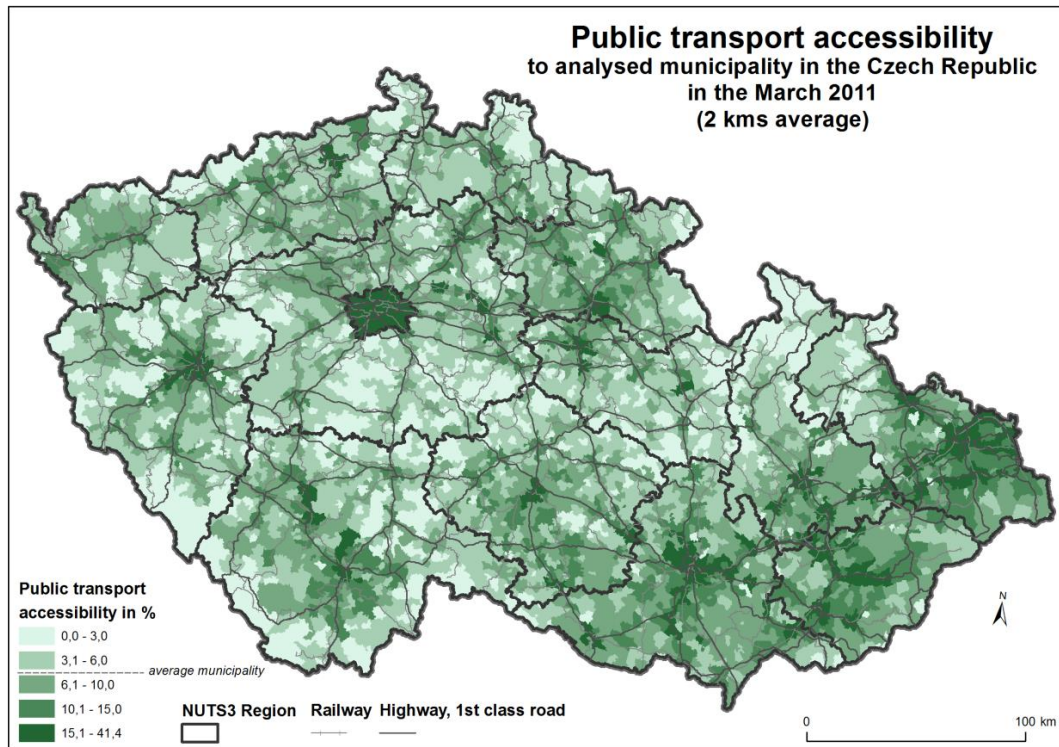 Public transport accessibility
to analysed municipality in the Czech Republic
in the March 2011
(2 kms average)
N
Public transport
accessibility in %
0,0 - 3,0
3,1 - 6,0
average municipality
6,1 - 10,0
10,1 - 15,0
15,1 - 41,4
NUTS3 Region Railway Highway, 1st class road
0 100 km